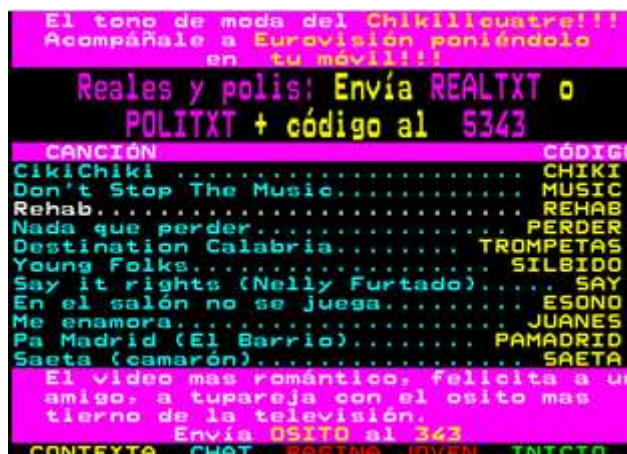 El tono de moda del Chikilicuatre!!!
Acompáñale a Eurovisión poniéndolo
en tu móvil!!!
Reales y polis: Envía REALTXT o
POLITXT + código al 5343
CANCIÓN CÓDIGO
CikiChiki .................... CHIKI
Don't Stop The Music............ MUSIC
Rehab........................... REHAB
Nada que perder................ PERDER
Destination Calabria........ TROMPETAS
Young Folks................... SILBIDO
Say it rights (Nelly Furtado)..... SAY
En el salón no se juega......... ESONO
Me enamora..................... JUANES
Pa Madrid (El Barrio)........ PAMADRID
Saeta (camarón)................. SAETA
El video mas romántico, felicita a un
amigo, a tupareja con el osito mas
tierno de la televisión.
Envía OSITO al 343
CONTEXTA CHAT PAGINA JOVEN INICIO